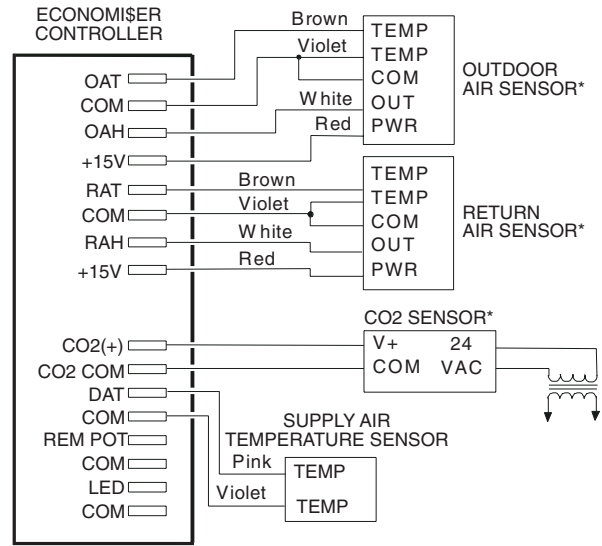 ECONOMI$ER
CONTROLLER
OAT
COM
OAH
+15V
RAT
COM
RAH
+15V
CO2(+)
CO2 COM
DAT
COM
REM POT
COM
LED
COM
Brown
Violet
White
Red
TEMP
TEMP
COM
OUT
PWR
OUTDOOR
AIR SENSOR*
Brown
Violet
White
Red
TEMP
TEMP
COM
OUT
PWR
RETURN
AIR SENSOR*
CO2 SENSOR*
V+ 24
COM VAC
SUPPLY AIR
TEMPERATURE SENSOR
Pink
Violet
TEMP
TEMP